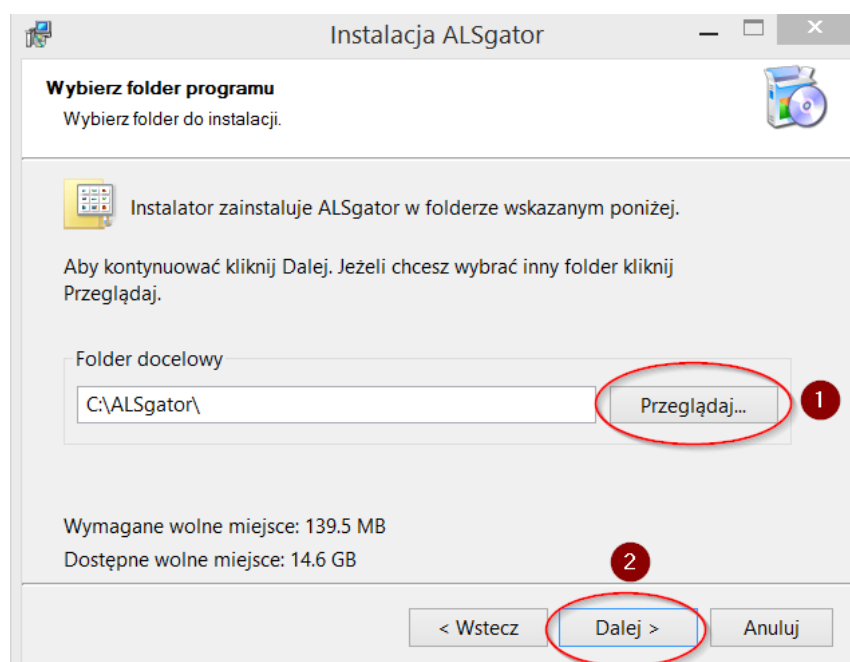 Instalacja ALSgator
Wybierz folder programu
Wybierz folder do instalacji.
Instalator zainstaluje ALSgator w folderze wskazanym poniżej.
Aby kontynuować kliknij Dalej. Jeżeli chcesz wybrać inny folder kliknij
Przeglądaj.
Folder docelowy
C:\ALSgator\
Przeglądaj...
1
Wymagane wolne miejsce: 139.5 MB
Dostępne wolne miejsce: 14.6 GB
2
< Wstecz
Dalej >
Anuluj